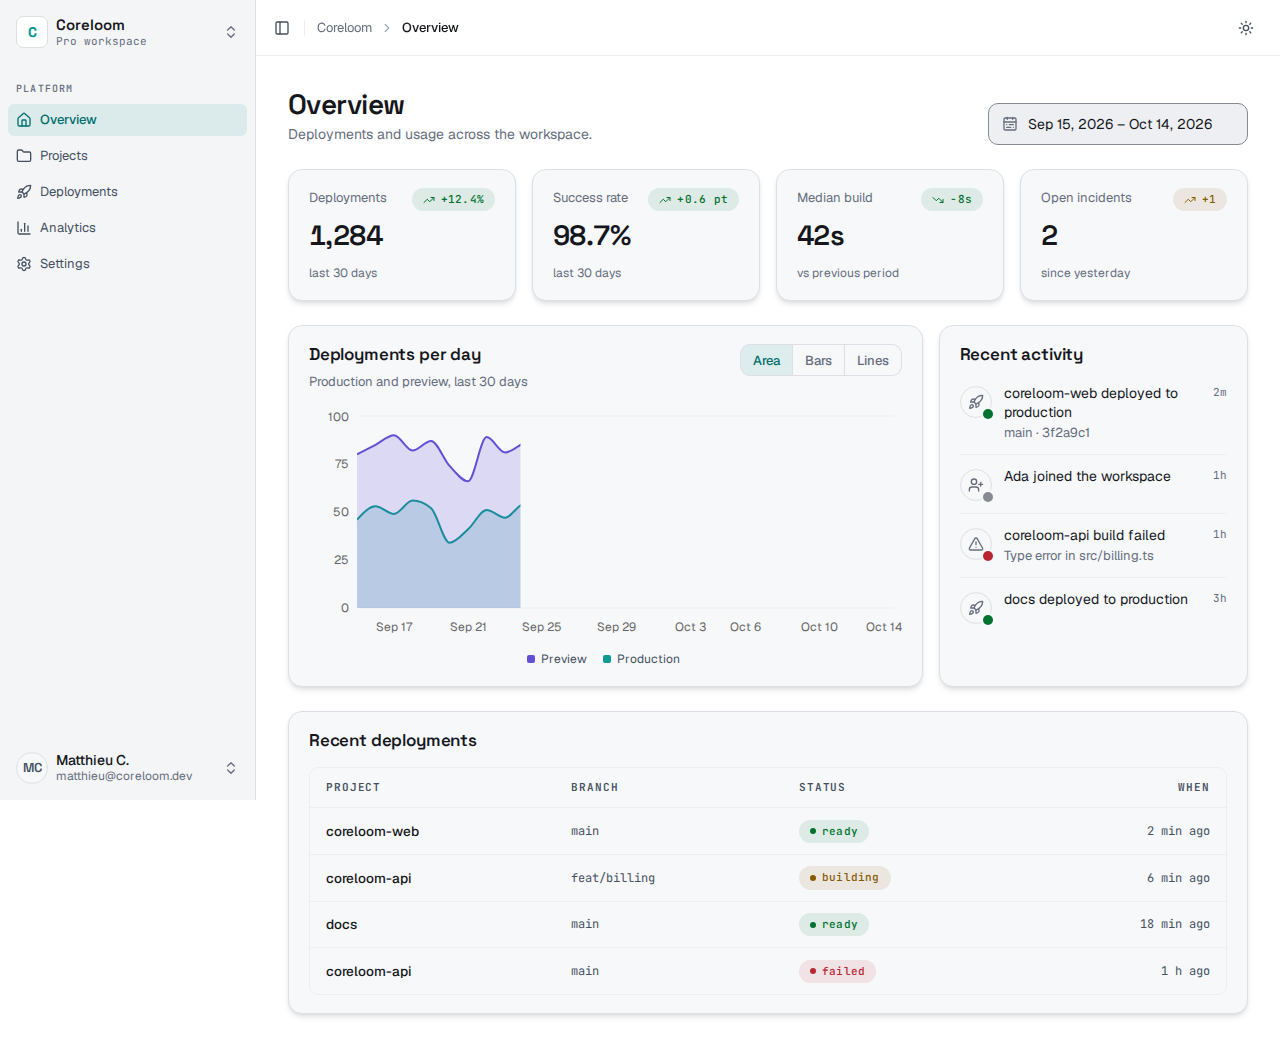 C
Coreloom
Pro workspace
PLATFORM
Overview
Projects
Deployments
Analytics
Settings
MC
Matthieu C.
matthieu@coreloom.dev
Coreloom
Overview
Overview
Deployments and usage across the workspace.
Sep 15, 2026 – Oct 14, 2026
Deployments
+12.4%
1,284
last 30 days
Success rate
+0.6 pt
98.7%
last 30 days
Median build
-8s
42s
vs previous period
Open incidents
+1
2
since yesterday
Deployments per day
Production and preview, last 30 days
Area
Bars
Lines
100
75
50
25
0
Sep 17
Sep 21
Sep 25
Sep 29
Oct 3
Oct 6
Oct 10
Oct 14
Preview
Production
Recent activity
coreloom-web deployed to
production
main · 3f2a9c1
2m
Ada joined the workspace
1h
coreloom-api build failed
Type error in src/billing.ts
1h
docs deployed to production
3h
Recent deployments
PROJECT BRANCH STATUS WHEN
coreloom-web main ready 2 min ago
coreloom-api feat/billing building 6 min ago
docs main ready 18 min ago
coreloom-api main failed 1 h ago